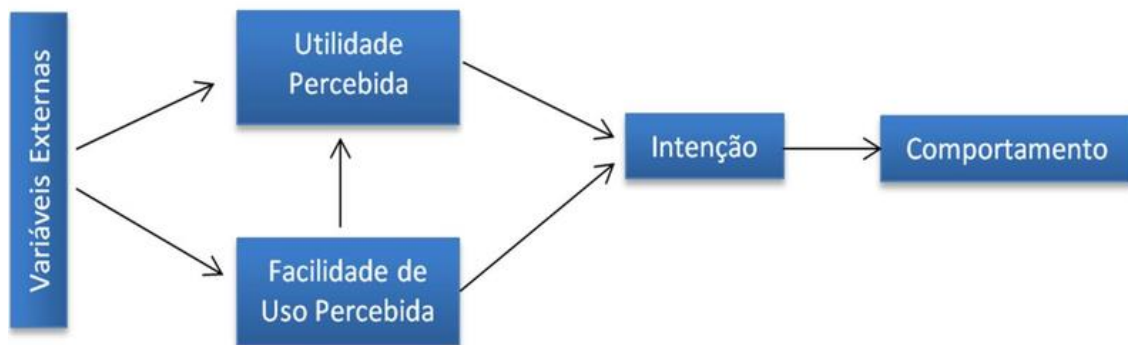 Variáveis Externas
Utilidade
Percebida
Facilidade de
Uso Percebida
Intenção
Comportamento